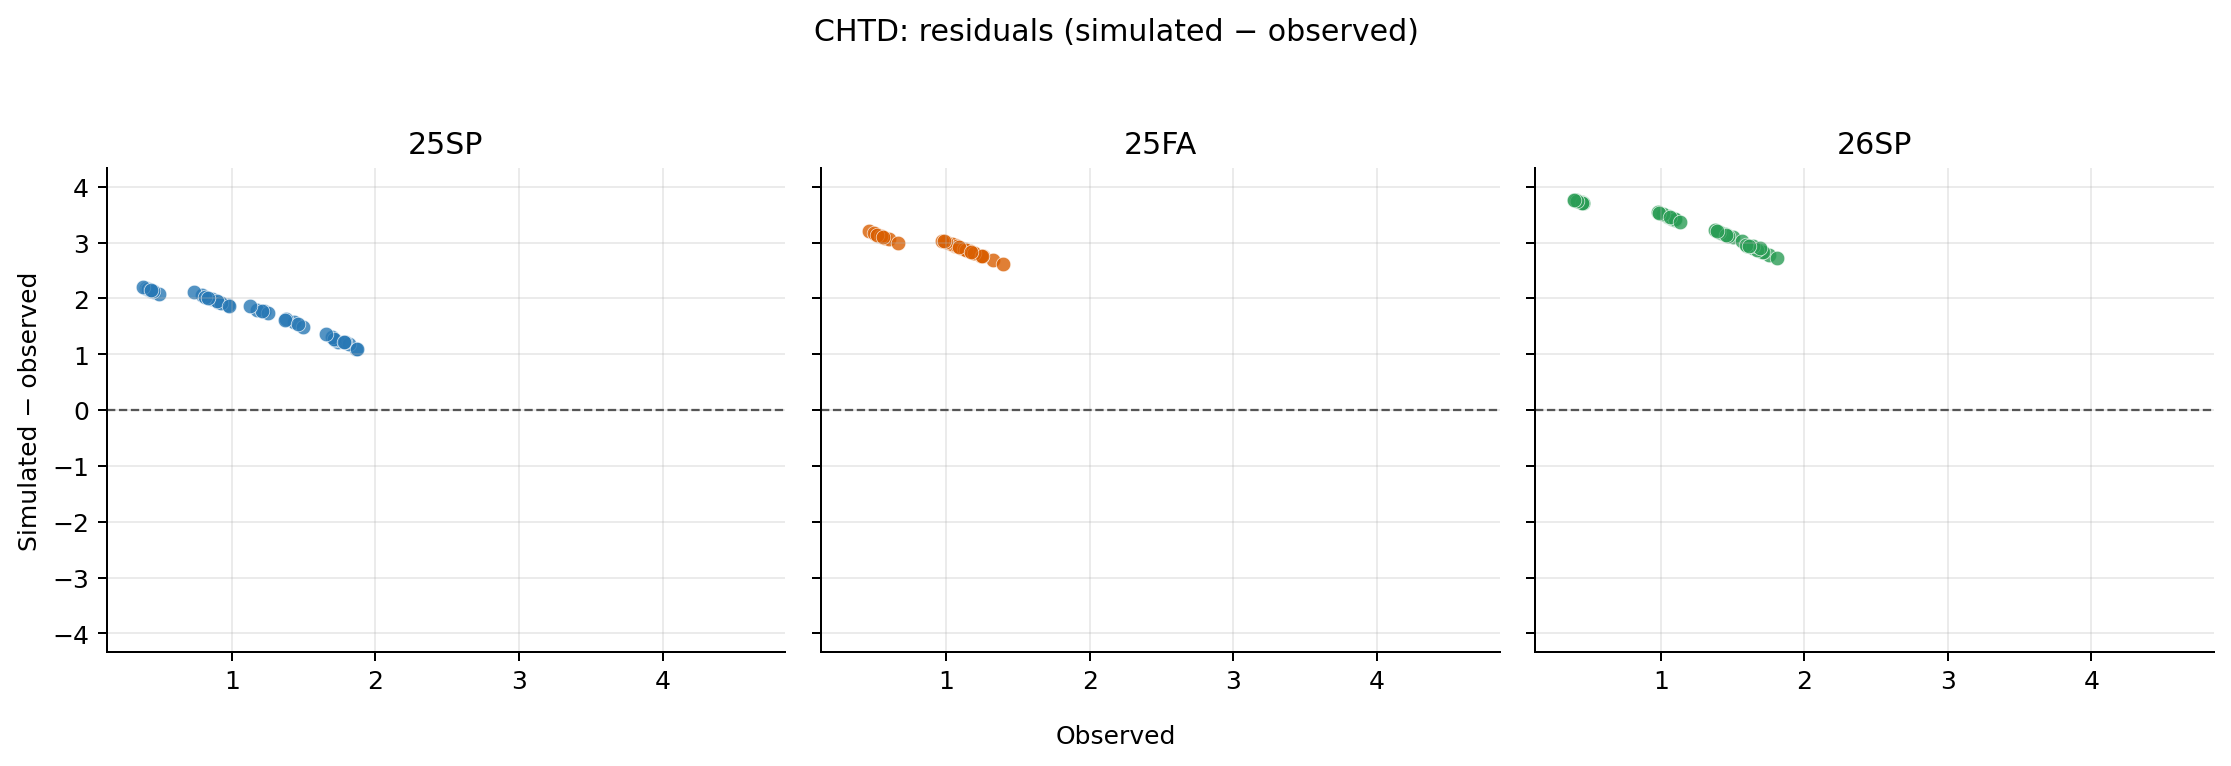 CHTD: residuals (simulated − observed)
25SP
25FA
26SP
Simulated − observed
4
3
2
1
0
−1
−2
−3
−4
1 2 3 4
1 2 3 4
1 2 3 4
Observed